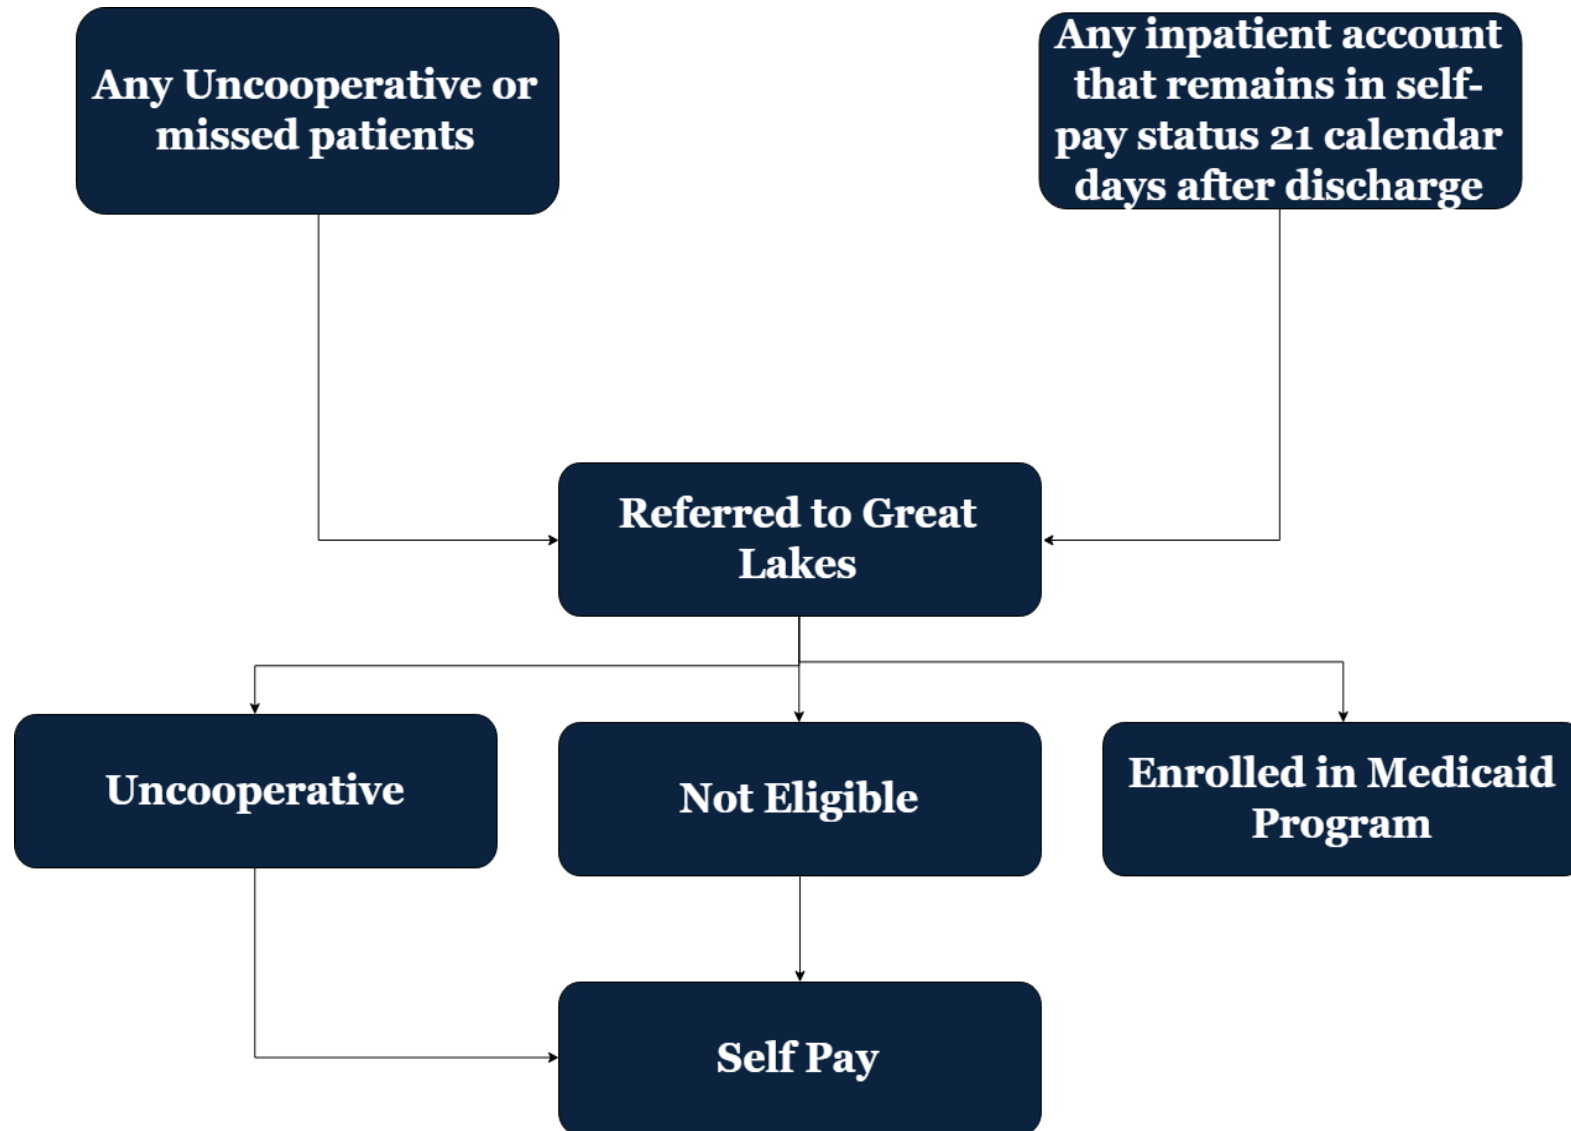 Any Uncooperative or
missed patients
Any inpatient account
that remains in self-
pay status 21 calendar
days after discharge
Referred to Great
Lakes
Uncooperative
Not Eligible
Enrolled in Medicaid
Program
Self Pay